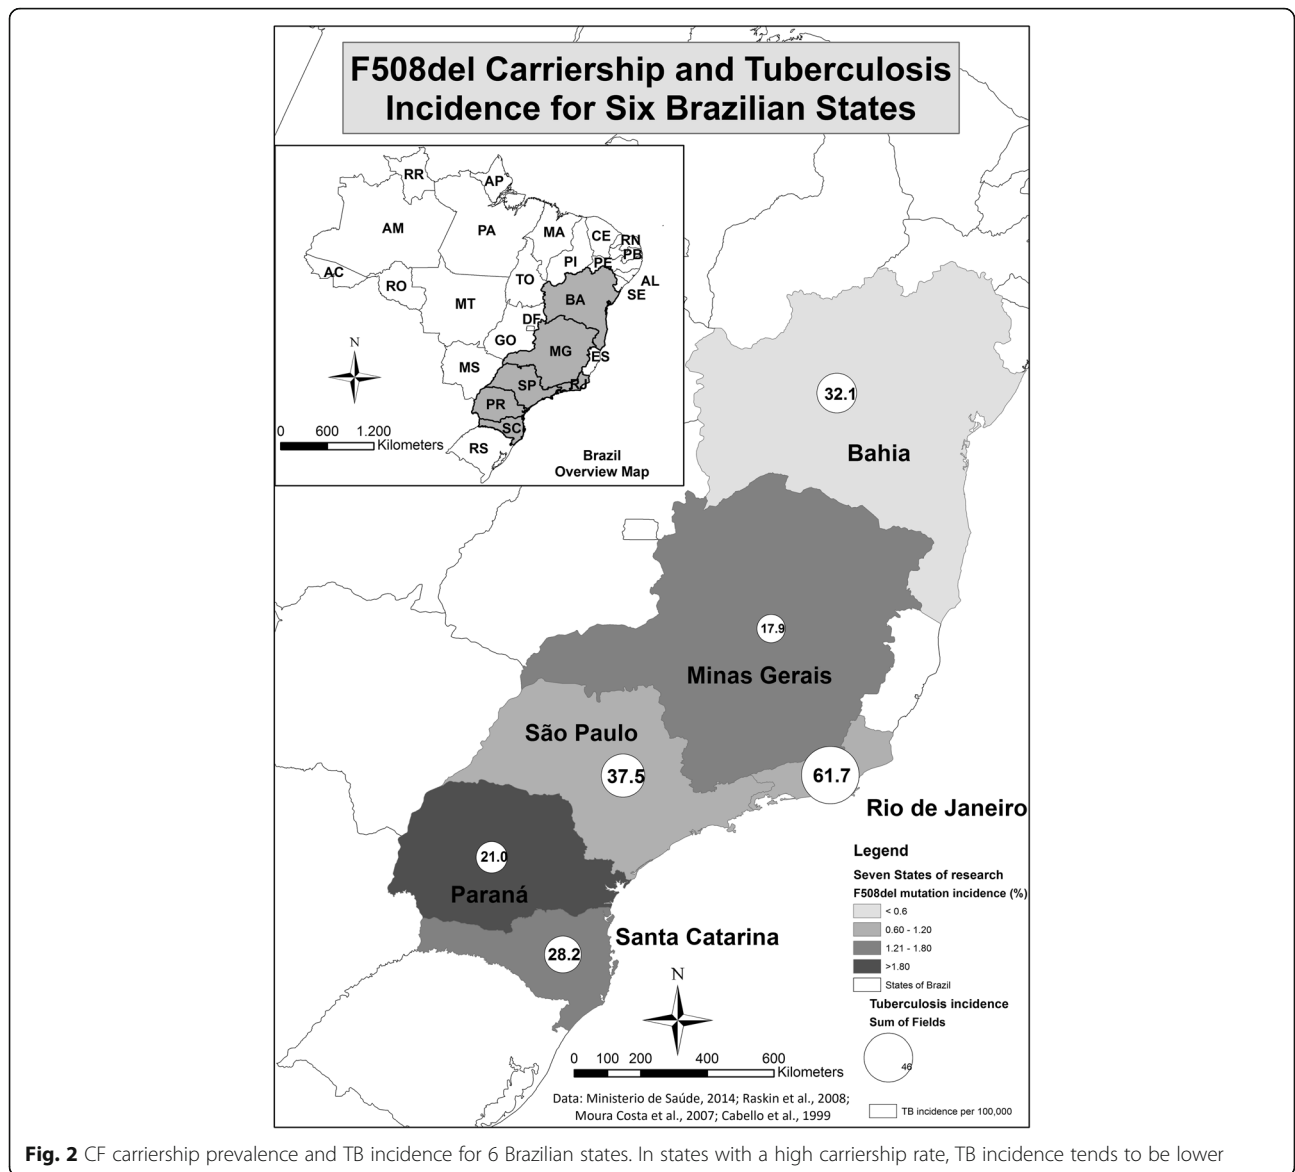 F508del Carriership and Tuberculosis
Incidence for Six Brazilian States
RR
AP
AM
PA
MA
CE
RN
PB
PI
PE
AC
RO
TO
AL
SE
BA
MT
DF
GO
MG
ES
MS
SP
RJ
PR
SC
RS
N
0 600 1.200
Kilometers
Brazil
Overview Map
32.1
Bahia
17.9
Minas Gerais
São Paulo
37.5
61.7
Rio de Janeiro
21.0
Paraná
Santa Catarina
28.2
Legend
Seven States of research
F508del mutation incidence (%)
< 0.6
0.60 - 1.20
1.21 - 1.80
>1.80
States of Brazil
Tuberculosis incidence
Sum of Fields
46
TB incidence per 100,000
N
0 100 200 400 600
Kilometers
Data: Ministerio de Saúde, 2014; Raskin et al., 2008;
Moura Costa et al., 2007; Cabello et al., 1999
Fig. 2 CF carriership prevalence and TB incidence for 6 Brazilian states. In states with a high carriership rate, TB incidence tends to be lower